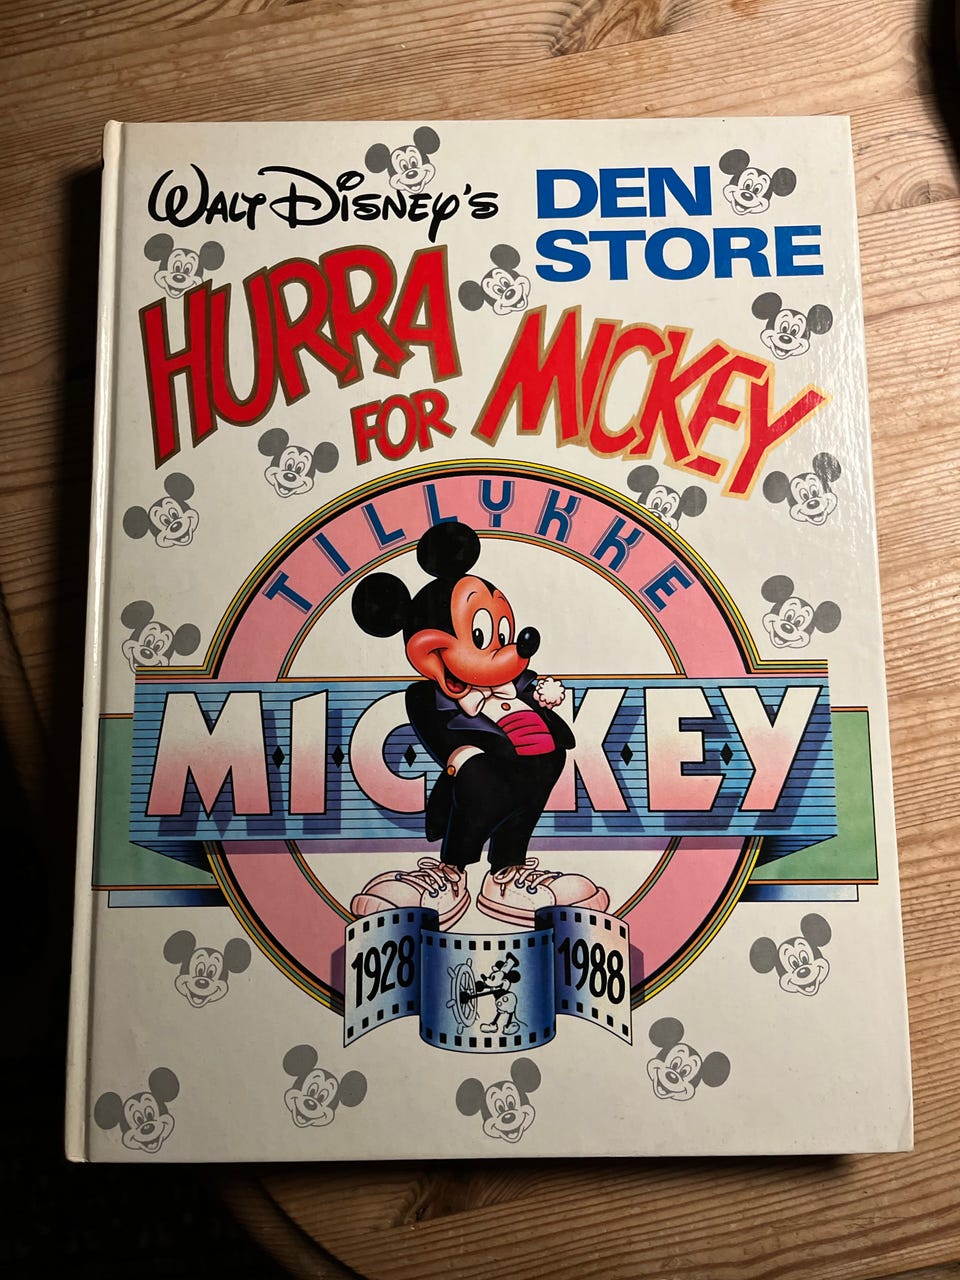 WALT DISNEY'S
DEN
STORE
HURRA
FOR MICKEY
TILLYKKE
MICKEY
1928 1988